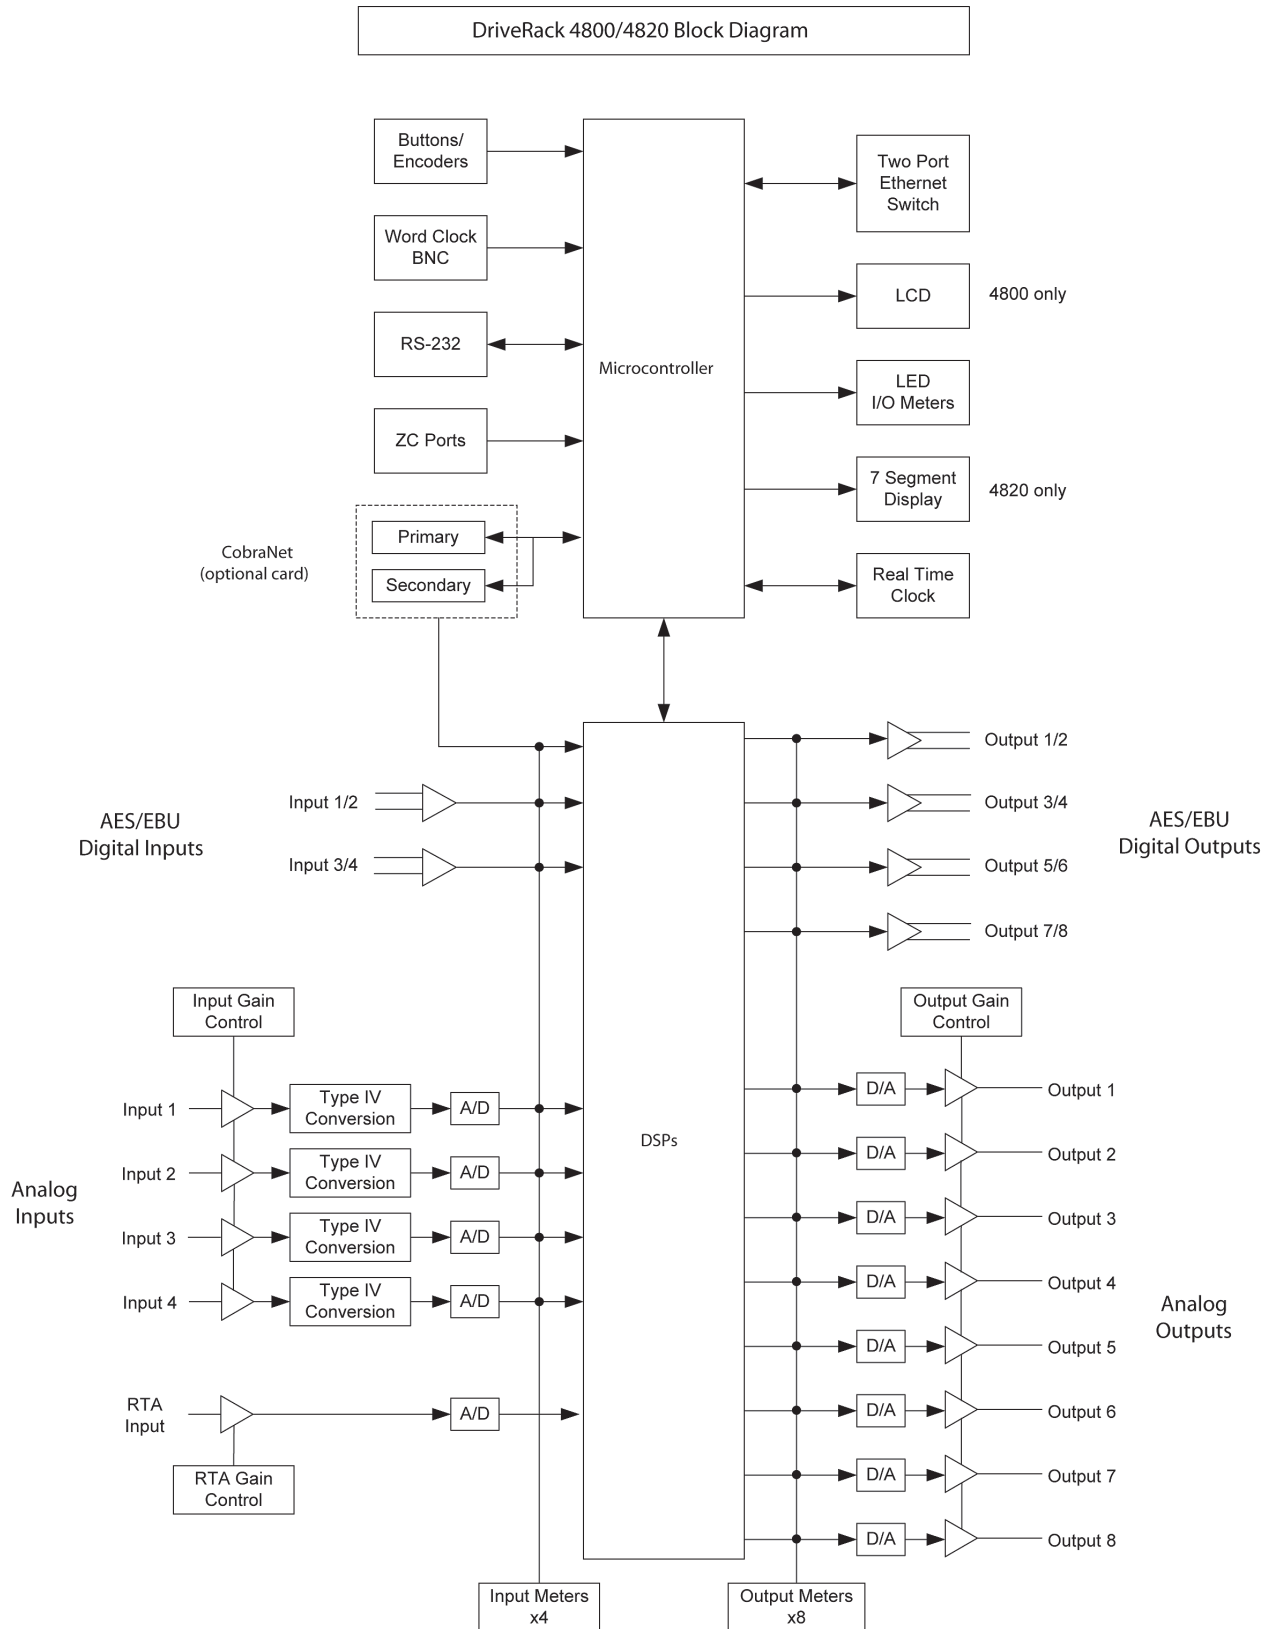 DriveRack 4800/4820 Block Diagram
Buttons/
Encoders
Word Clock
BNC
RS-232
ZC Ports
CobraNet
(optional card)
Primary
Secondary
Microcontroller
Two Port
Ethernet
Switch
LCD
4800 only
LED
I/O Meters
7 Segment
Display
4820 only
Real Time
Clock
AES/EBU
Digital Inputs
Input 1/2
Input 3/4
Output 1/2
Output 3/4
Output 5/6
Output 7/8
AES/EBU
Digital Outputs
Input Gain
Control
Analog
Inputs
Input 1
Type IV
Conversion
A/D
Input 2
Type IV
Conversion
A/D
Input 3
Type IV
Conversion
A/D
Input 4
Type IV
Conversion
A/D
RTA
Input
A/D
RTA Gain
Control
DSPs
Output Gain
Control
D/A
Output 1
D/A
Output 2
D/A
Output 3
D/A
Output 4
D/A
Output 5
D/A
Output 6
D/A
Output 7
D/A
Output 8
Analog
Outputs
Input Meters
x4
Output Meters
x8